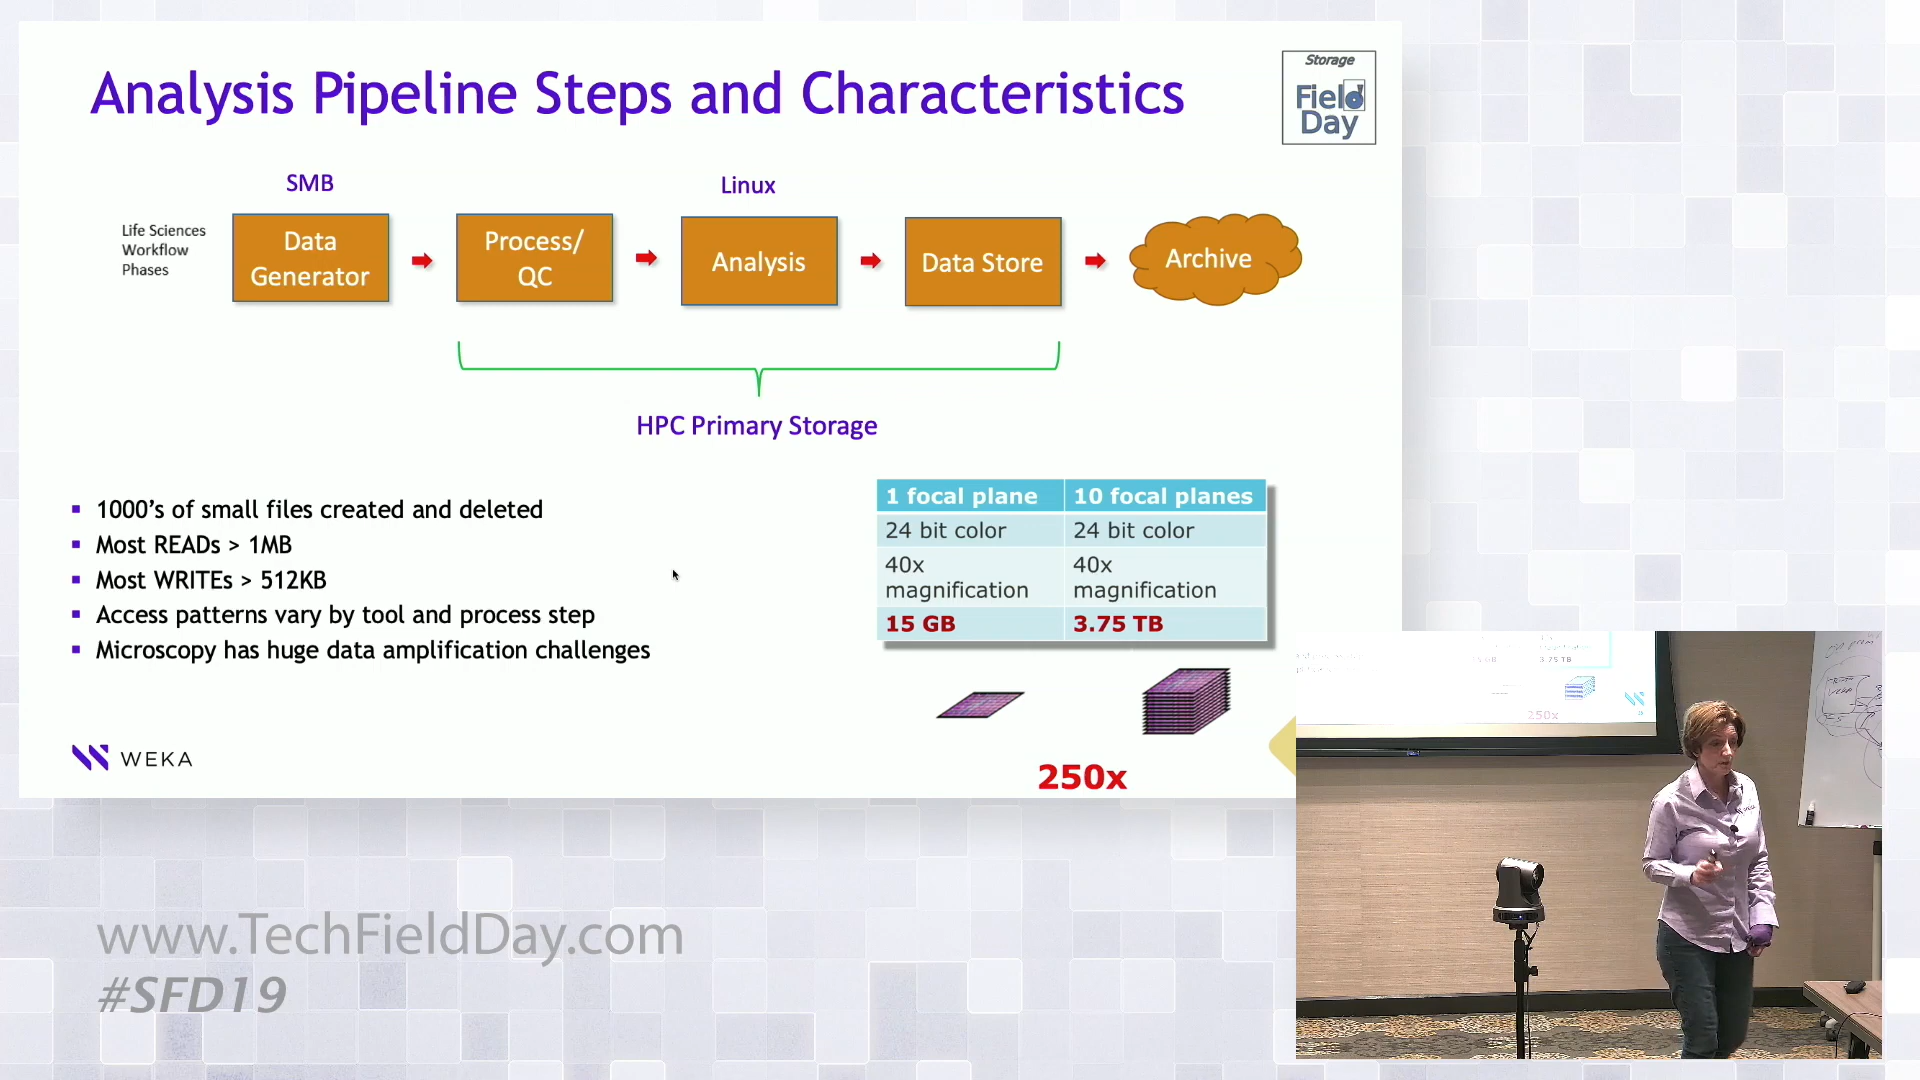 Analysis Pipeline Steps and Characteristics
Storage
Field
Day
SMB
Linux
Life Sciences
Workflow
Phases
Data
Generator
Process/
QC
Analysis
Data Store
Archive
HPC Primary Storage
1000's of small files created and deleted
Most READs > 1MB
Most WRITEs > 512KB
Access patterns vary by tool and process step
Microscopy has huge data amplification challenges
1 focal plane 10 focal planes
24 bit color 24 bit color
40x 40x
magnification magnification
15 GB 3.75 TB
250x
WEKA
3.75 TB
250x
www.TechFieldDay.com
#SFD19